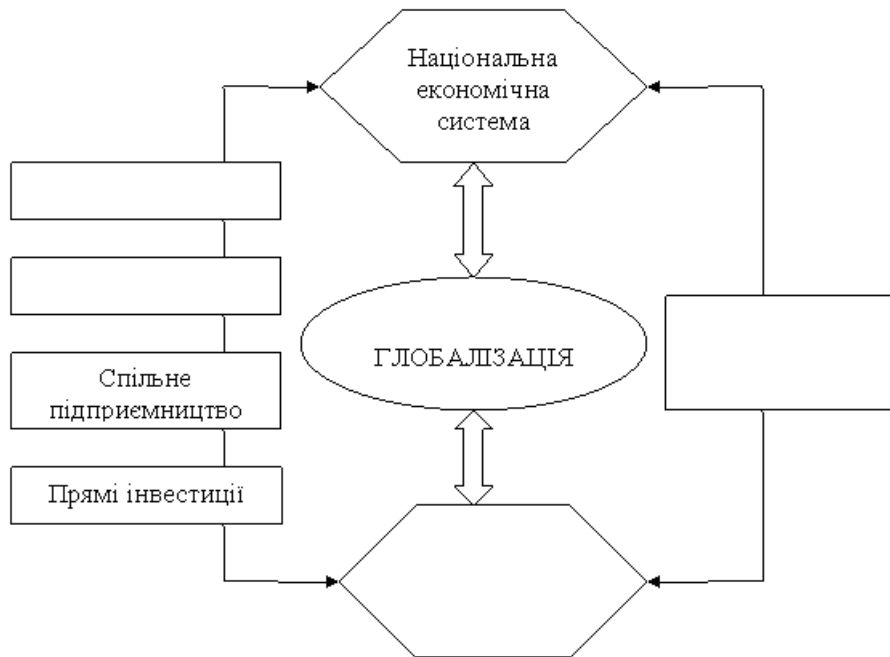 Національна
економічна
система
ГЛОБАЛІЗАЦІЯ
Спільне
підприємництво
Прямі інвестиції